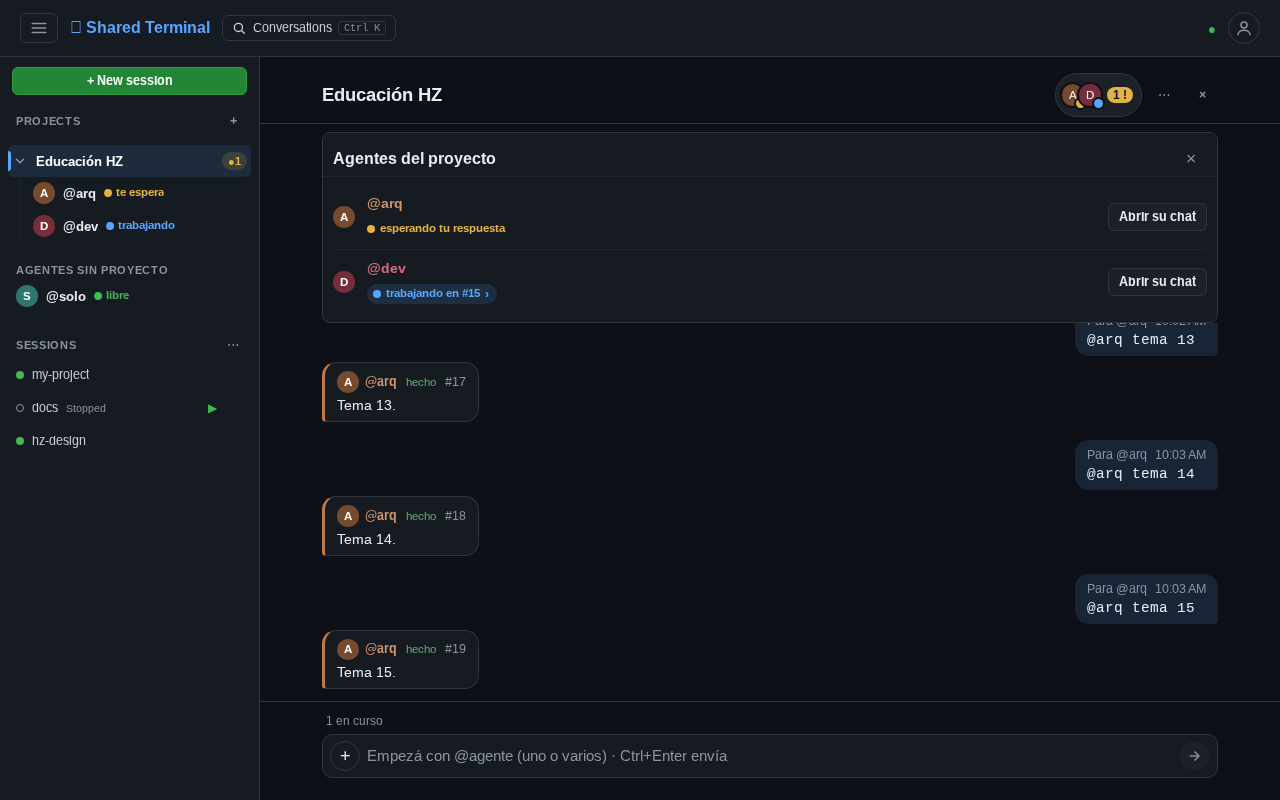 Shared Terminal
Conversations Ctrl K
+ New session
PROJECTS +
Educación HZ ●1
A @arq te espera
D @dev trabajando
AGENTES SIN PROYECTO
S @solo libre
SESSIONS ···
my-project
docs Stopped ▶
hz-design
Educación HZ
A D 1 ! ··· ×
Agentes del proyecto ×
A @arq
esperando tu respuesta
Abrir su chat
D @dev
trabajando en #15 ›
Abrir su chat
@arq tema 13
A @arq hecho #17
Tema 13.
Para @arq 10:03 AM
@arq tema 14
A @arq hecho #18
Tema 14.
Para @arq 10:03 AM
@arq tema 15
A @arq hecho #19
Tema 15.
1 en curso
+ Empezá con @agente (uno o varios) · Ctrl+Enter envía